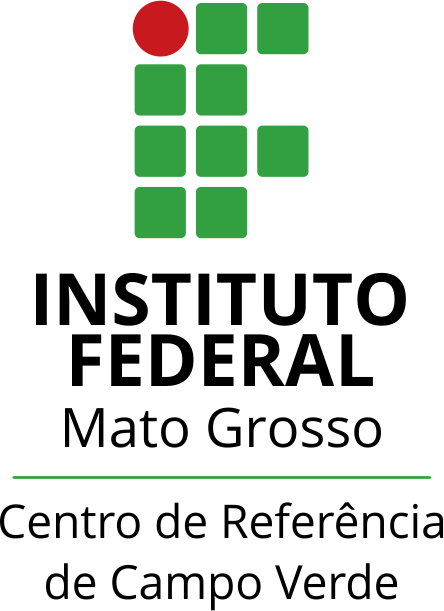 INSTITUTO
FEDERAL
Mato Grosso
Centro de Referência
de Campo Verde